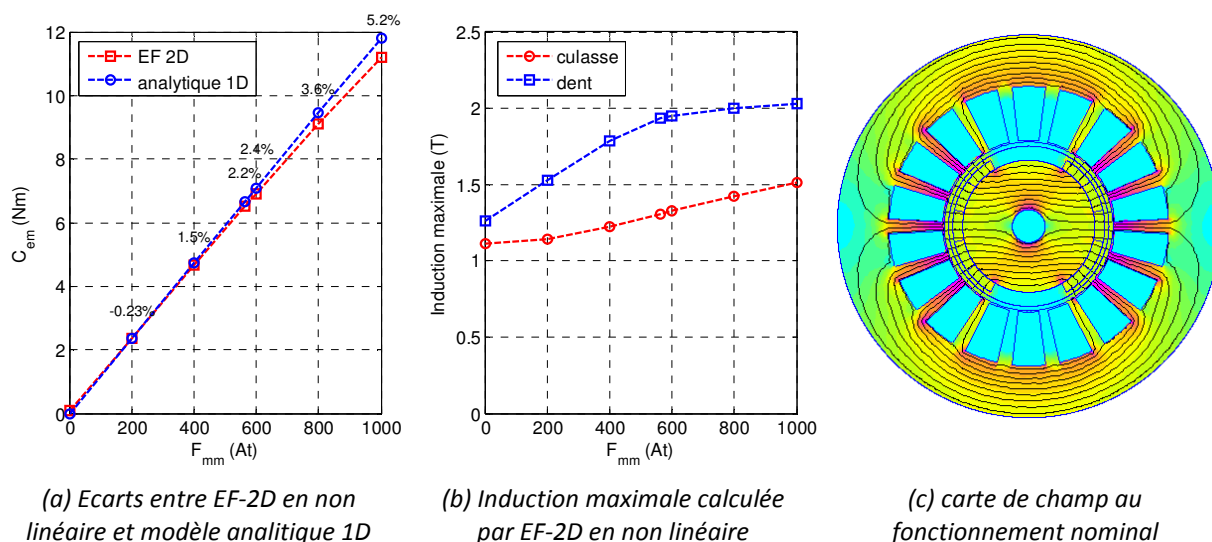 12
10
8
6
4
2
0
C_em (Nm)
EF 2D
analytique 1D
-0.23%
1.5%
2.2%
2.4%
3.6%
5.2%
0 200 400 600 800 1000
F_mm (At)
2.5
2
1.5
1
0.5
0
Induction maximale (T)
culasse
dent
0 200 400 600 800 1000
F_mm (At)
(a) Ecarts entre EF-2D en non
linéaire et modèle analitique 1D
(b) Induction maximale calculée
par EF-2D en non linéaire
(c) carte de champ au
fonctionnement nominal